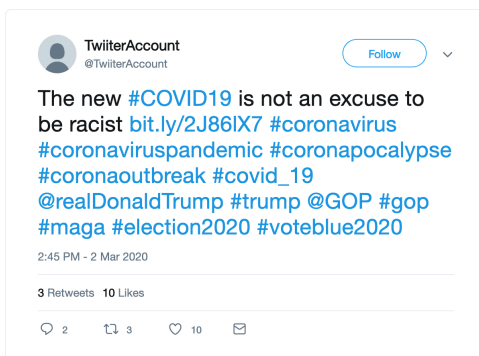 TwiiterAccount
@TwiiterAccount
Follow
The new #COVID19 is not an excuse to
be racist bit.ly/2J86lX7 #coronavirus
#coronaviruspandemic #coronapocalypse
#coronaoutbreak #covid_19
@realDonaldTrump #trump @GOP #gop
#maga #election2020 #voteblue2020
2:45 PM - 2 Mar 2020
3 Retweets 10 Likes
2 3 10